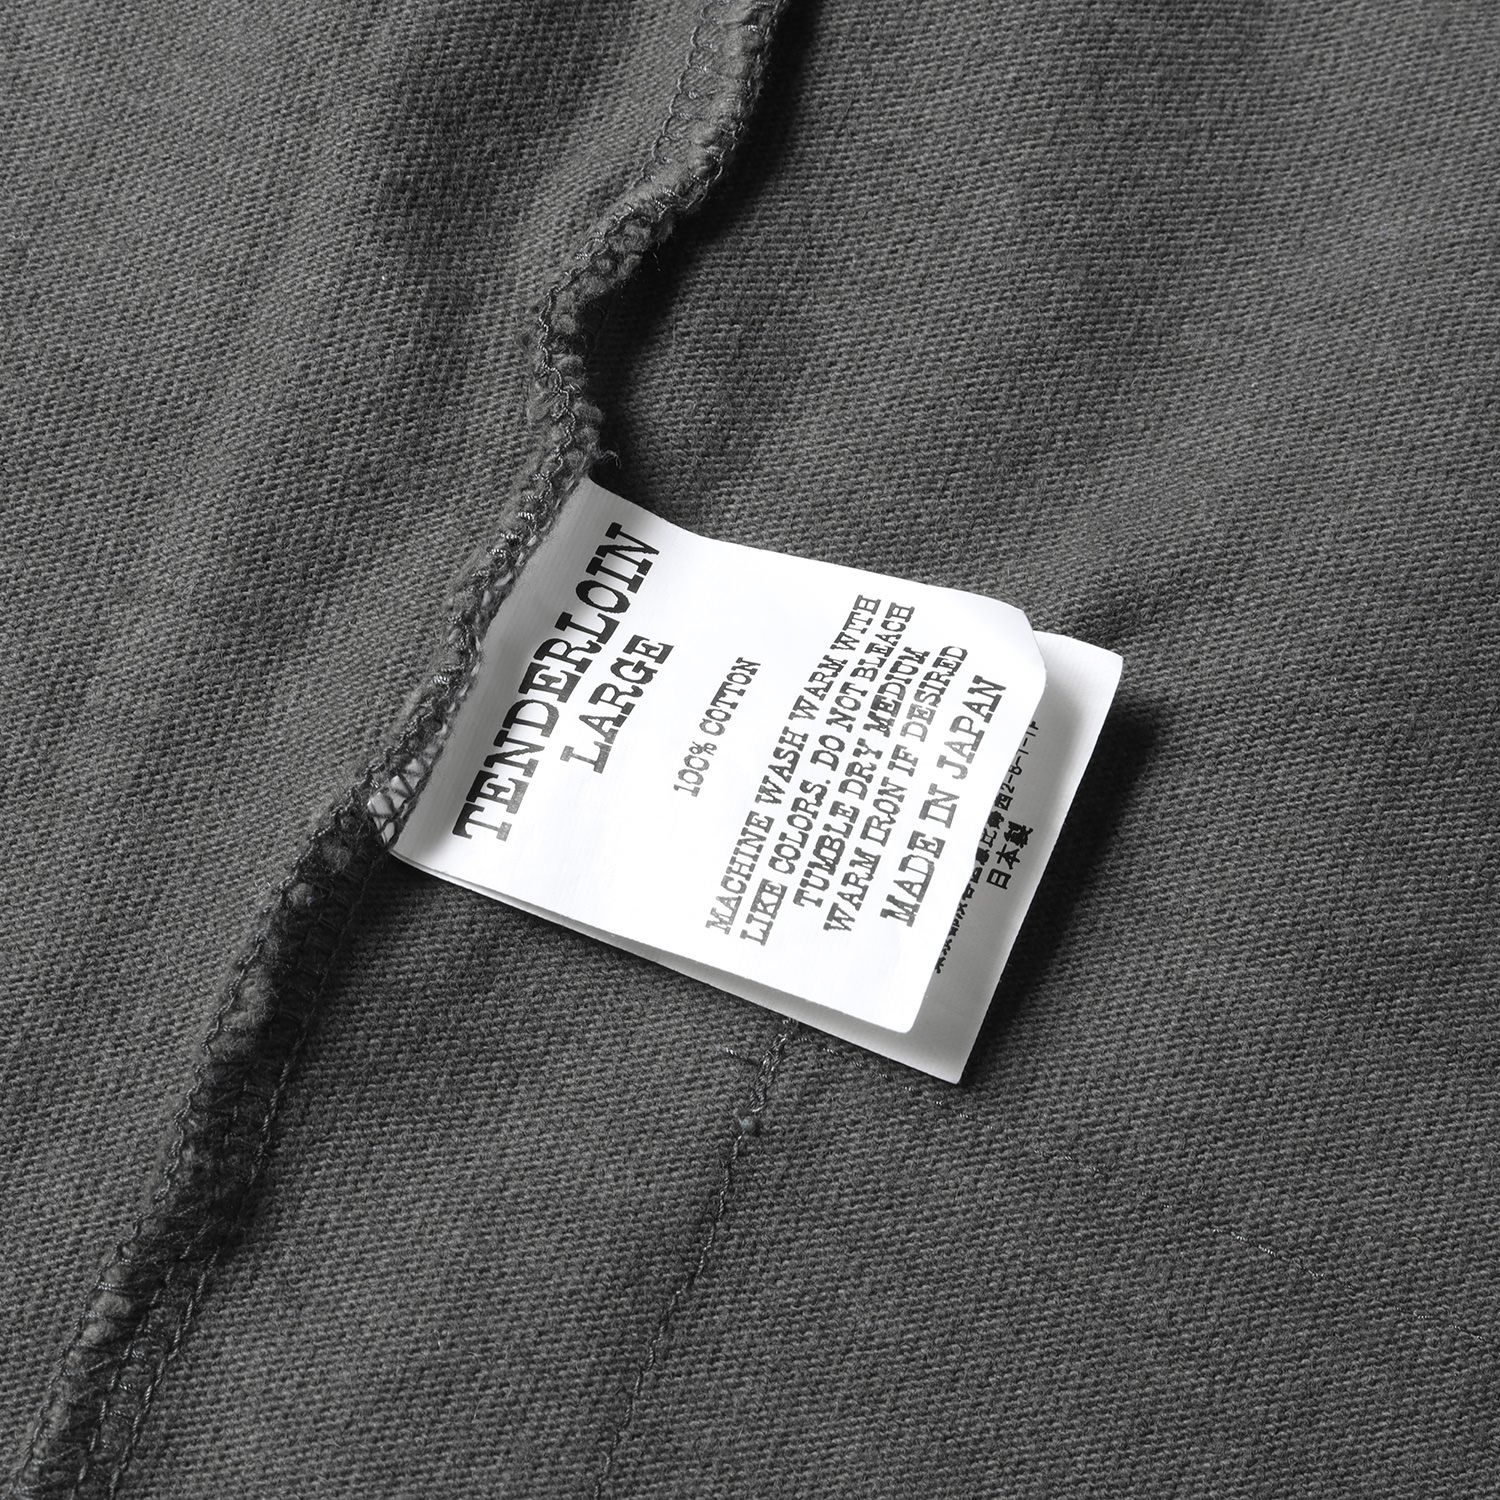 TENDERLOIN
LARGE
100% COTTON
MACHINE WASH WARM WITH
LIKE COLORS. DO NOT BLEACH
TUMBLE DRY MEDIUM
WARM IRON IF DESIRED
MADE IN JAPAN
日本製